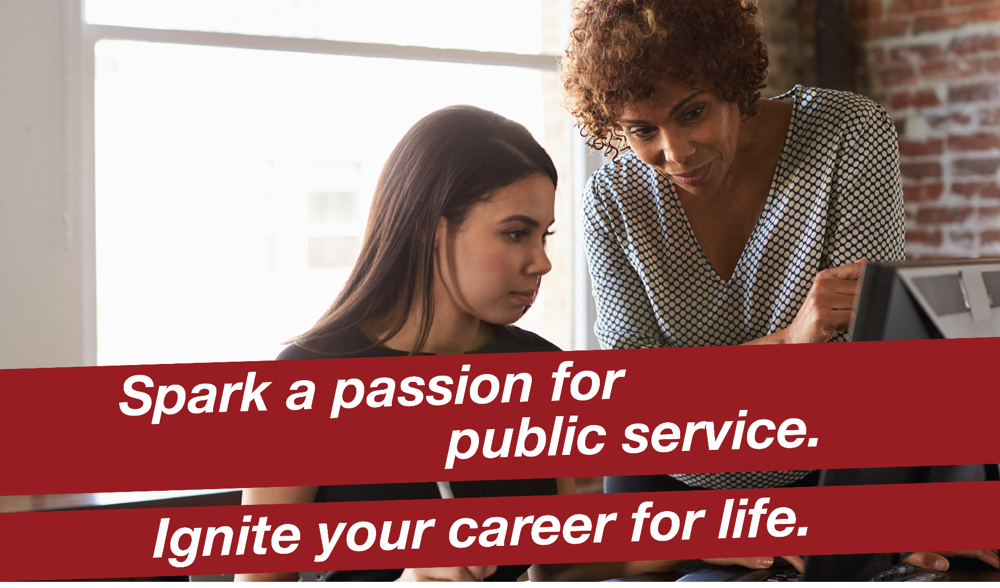 Spark a passion for
public service.
Ignite your career for life.